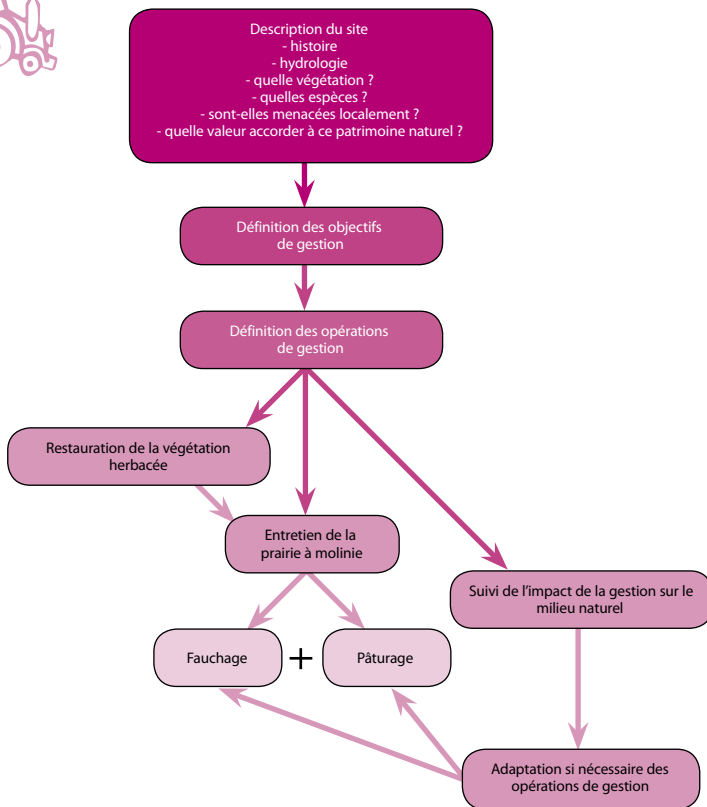 Description du site
- histoire
- hydrologie
- quelle végétation ?
- quelles espèces ?
- sont-elles menacées localement ?
- quelle valeur accorder à ce patrimoine naturel ?
Définition des objectifs
de gestion
Définition des opérations
de gestion
Restauration de la végétation
herbacée
Entretien de la
prairie à molinie
Suivi de l'impact de la gestion sur le
milieu naturel
Fauchage
+
Pâturage
Adaptation si nécessaire des
opérations de gestion